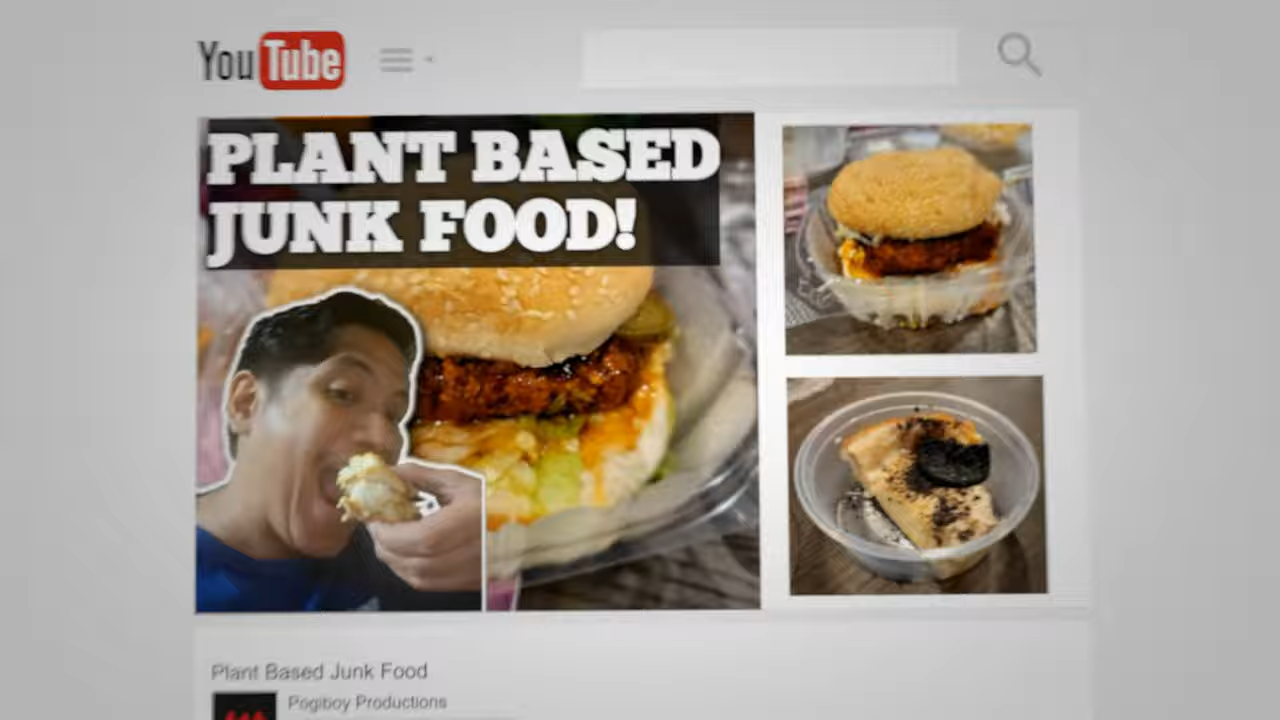 YouTube
PLANT BASED
JUNK FOOD!
Plant Based Junk Food
Pogiboy Productions